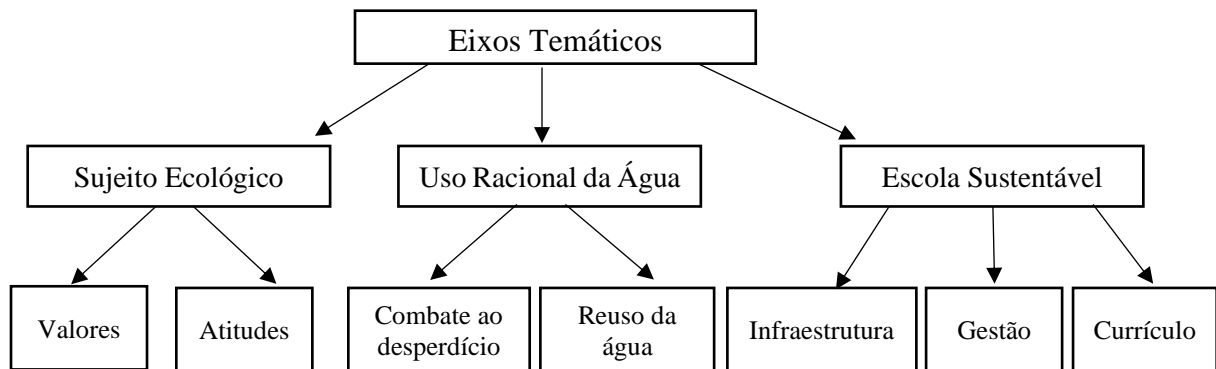 Eixos Temáticos
Sujeito Ecológico
Uso Racional da Água
Escola Sustentável
Valores
Atitudes
Combate ao
desperdício
Reuso da
água
Infraestrutura
Gestão
Currículo